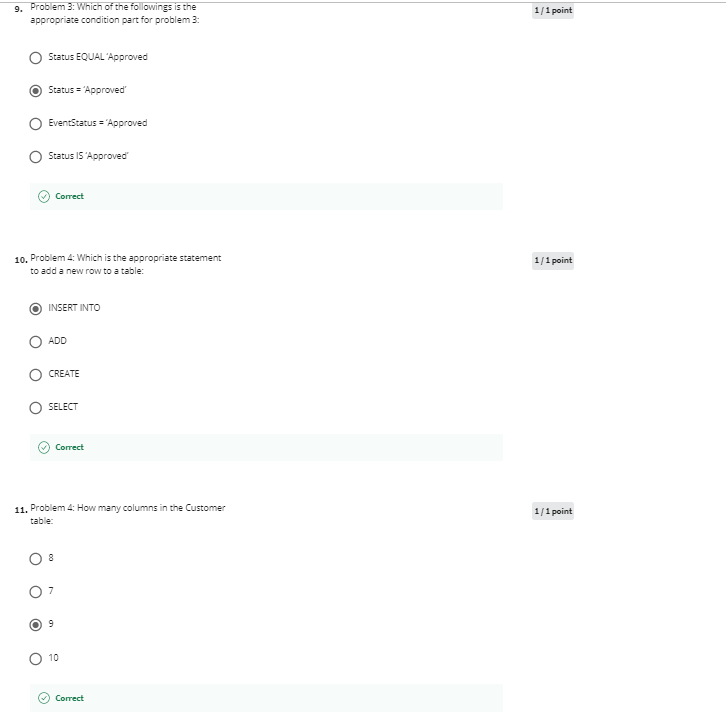 9. Problem 3: Which of the followings is the
appropriate condition part for problem 3:
1 / 1 point
Status EQUAL 'Approved
Status = 'Approved'
EventStatus = 'Approved
Status IS 'Approved'
Correct
10. Problem 4: Which is the appropriate statement
to add a new row to a table:
1 / 1 point
INSERT INTO
ADD
CREATE
SELECT
Correct
11. Problem 4: How many columns in the Customer
table:
1 / 1 point
8
7
9
10
Correct